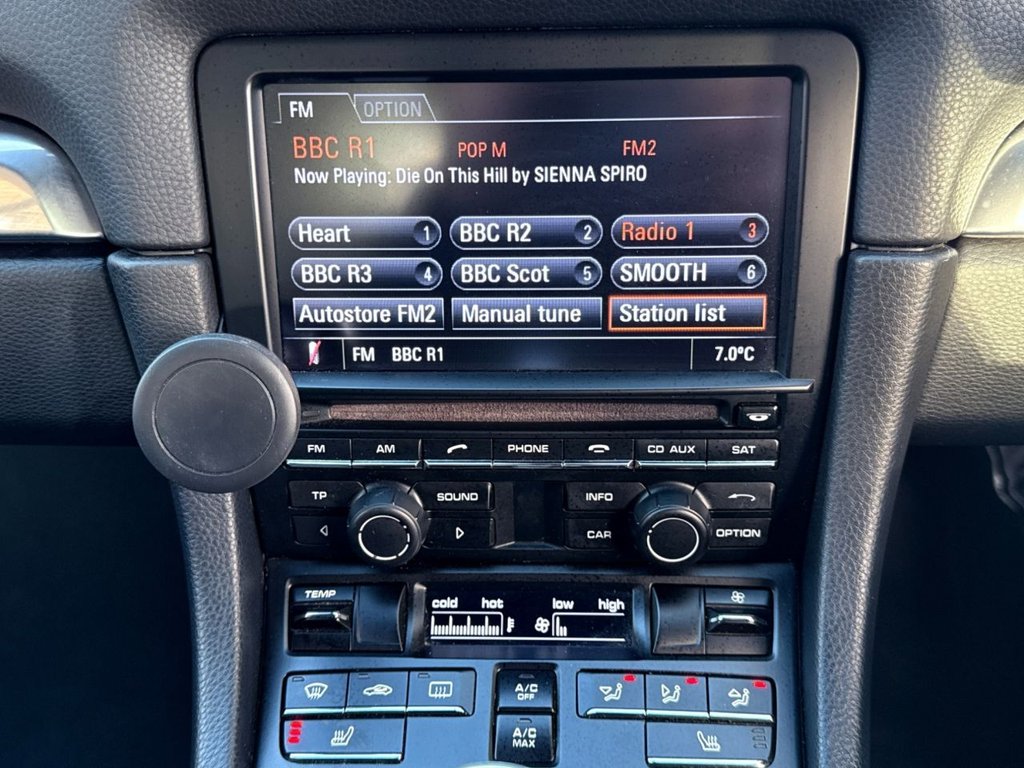 FM OPTION
BBC R1 POP M FM2
Now Playing: Die On This Hill by SIENNA SPIRO
Heart 1 BBC R2 2 Radio 1 3
BBC R3 4 BBC Scot 5 SMOOTH 6
Autostore FM2 Manual tune Station list
FM BBC R1 7.0°C
FM AM PHONE CD AUX SAT
TP SOUND INFO
CAR OPTION
TEMP cold hot low high
A/C
OFF
A/C
MAX